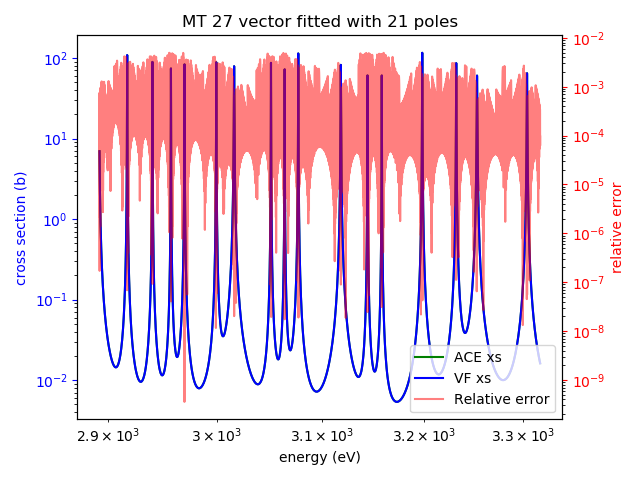 MT 27 vector fitted with 21 poles
cross section (b)
10²
10¹
10⁰
10⁻¹
10⁻²
relative error
10⁻²
10⁻³
10⁻⁴
10⁻⁵
10⁻⁶
10⁻⁷
10⁻⁸
10⁻⁹
ACE xs
VF xs
Relative error
2.9 × 10³ 3 × 10³ 3.1 × 10³ 3.2 × 10³ 3.3 × 10³
energy (eV)